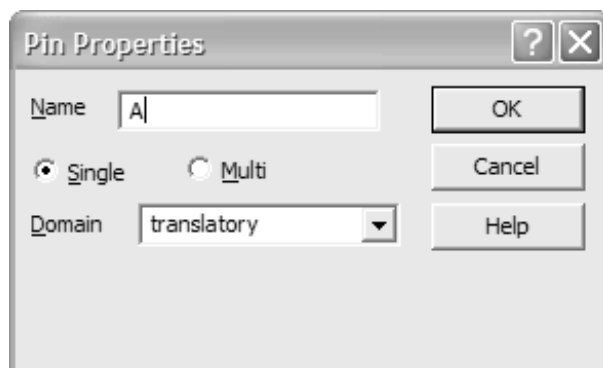 Pin Properties
Name A OK
Single Multi Cancel
Domain translatory Help